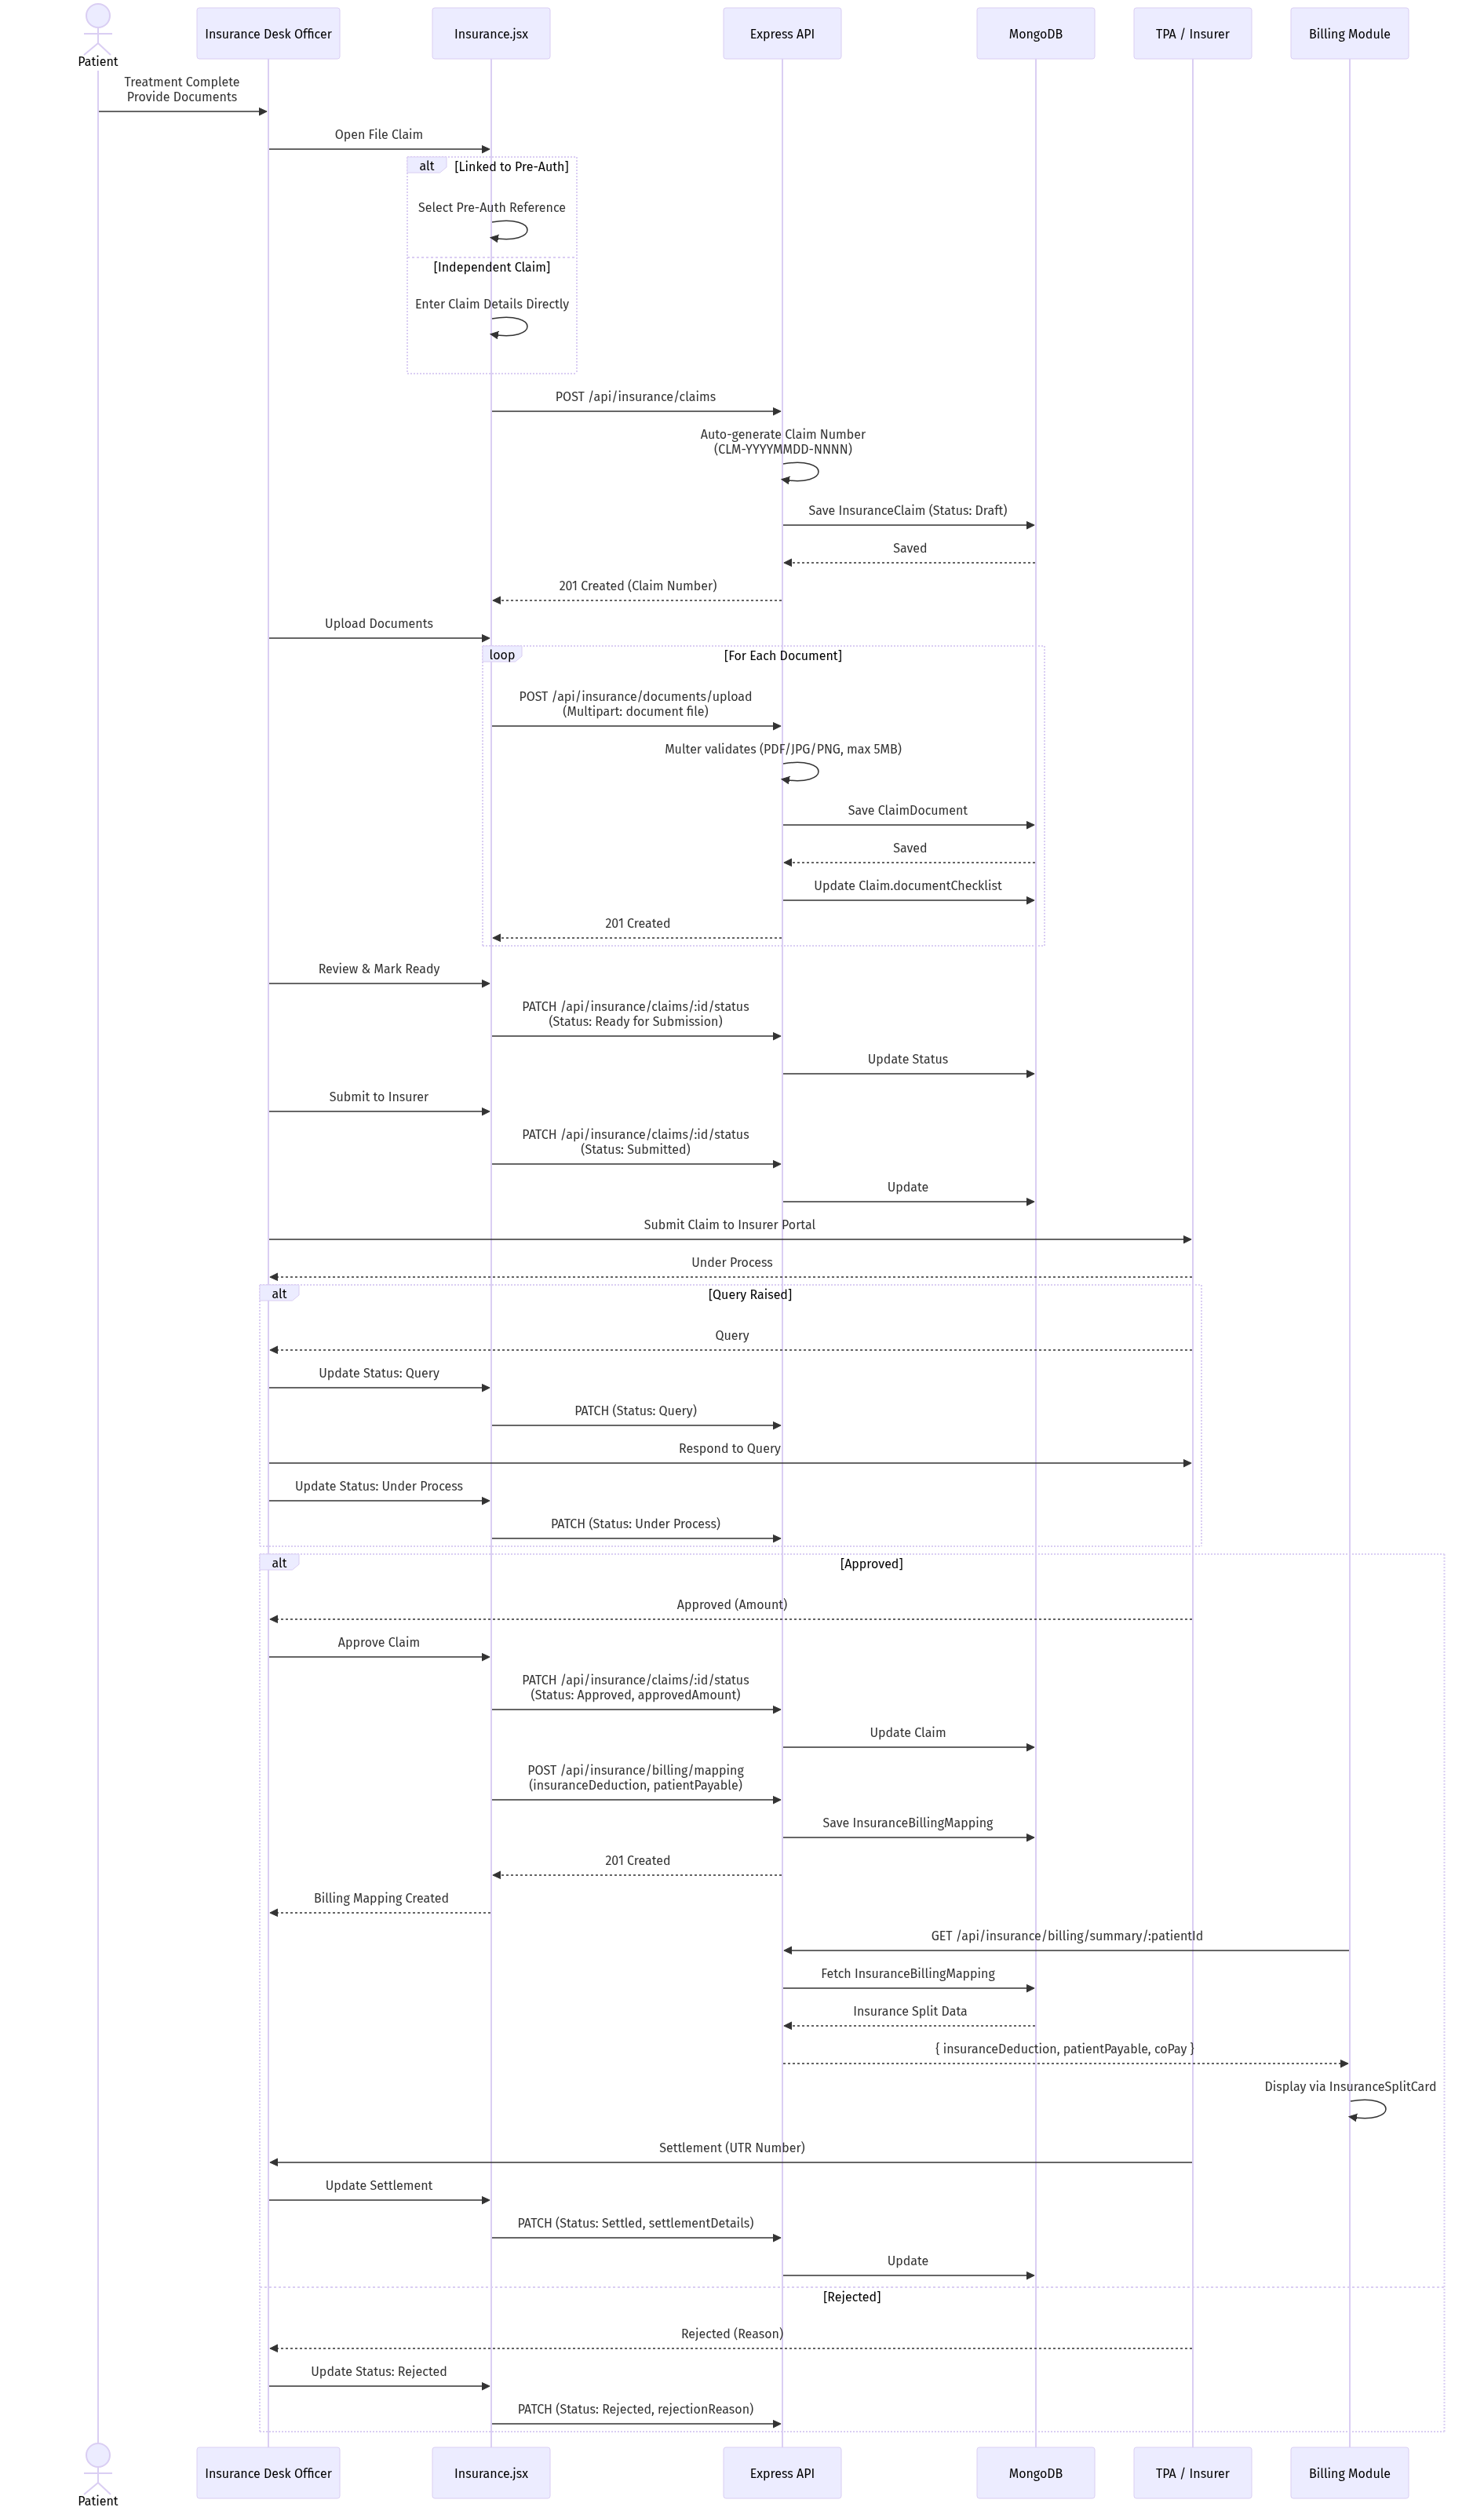 Patient
Insurance Desk Officer
Insurance.jsx
Express API
MongoDB
TPA / Insurer
Billing Module
Treatment Complete
Provide Documents
Open File Claim
alt
[Linked to Pre-Auth]
Select Pre-Auth Reference
[Independent Claim]
Enter Claim Details Directly
POST /api/insurance/claims
Auto-generate Claim Number
(CLM-YYYYMMDD-NNNN)
Save InsuranceClaim (Status: Draft)
Saved
201 Created (Claim Number)
Upload Documents
loop
[For Each Document]
POST /api/insurance/documents/upload
(Multipart: document file)
Multer validates (PDF/JPG/PNG, max 5MB)
Save ClaimDocument
Saved
Update Claim.documentChecklist
201 Created
Review & Mark Ready
PATCH /api/insurance/claims/:id/status
(Status: Ready for Submission)
Update Status
Submit to Insurer
PATCH /api/insurance/claims/:id/status
(Status: Submitted)
Update
Submit Claim to Insurer Portal
Under Process
alt
[Query Raised]
Query
Update Status: Query
PATCH (Status: Query)
Respond to Query
Update Status: Under Process
PATCH (Status: Under Process)
alt
[Approved]
Approved (Amount)
Approve Claim
PATCH /api/insurance/claims/:id/status
(Status: Approved, approvedAmount)
Update Claim
POST /api/insurance/billing/mapping
(insuranceDeduction, patientPayable)
Save InsuranceBillingMapping
201 Created
Billing Mapping Created
GET /api/insurance/billing/summary/:patientId
Fetch InsuranceBillingMapping
Insurance Split Data
{ insuranceDeduction, patientPayable, coPay }
Display via InsuranceSplitCard
Settlement (UTR Number)
Update Settlement
PATCH (Status: Settled, settlementDetails)
Update
[Rejected]
Rejected (Reason)
Update Status: Rejected
PATCH (Status: Rejected, rejectionReason)
Insurance Desk Officer
Insurance.jsx
Express API
MongoDB
TPA / Insurer
Billing Module
Patient